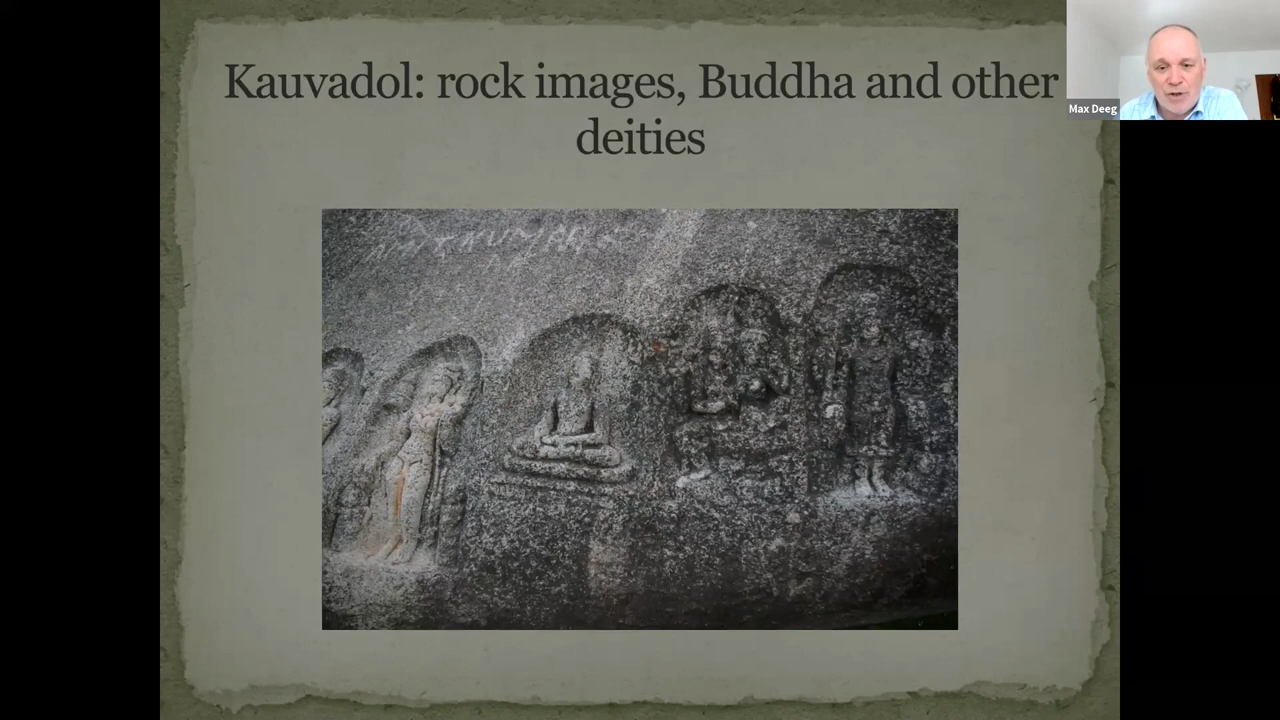 Kauvadol: rock images, Buddha and other
deities
Max Deeg